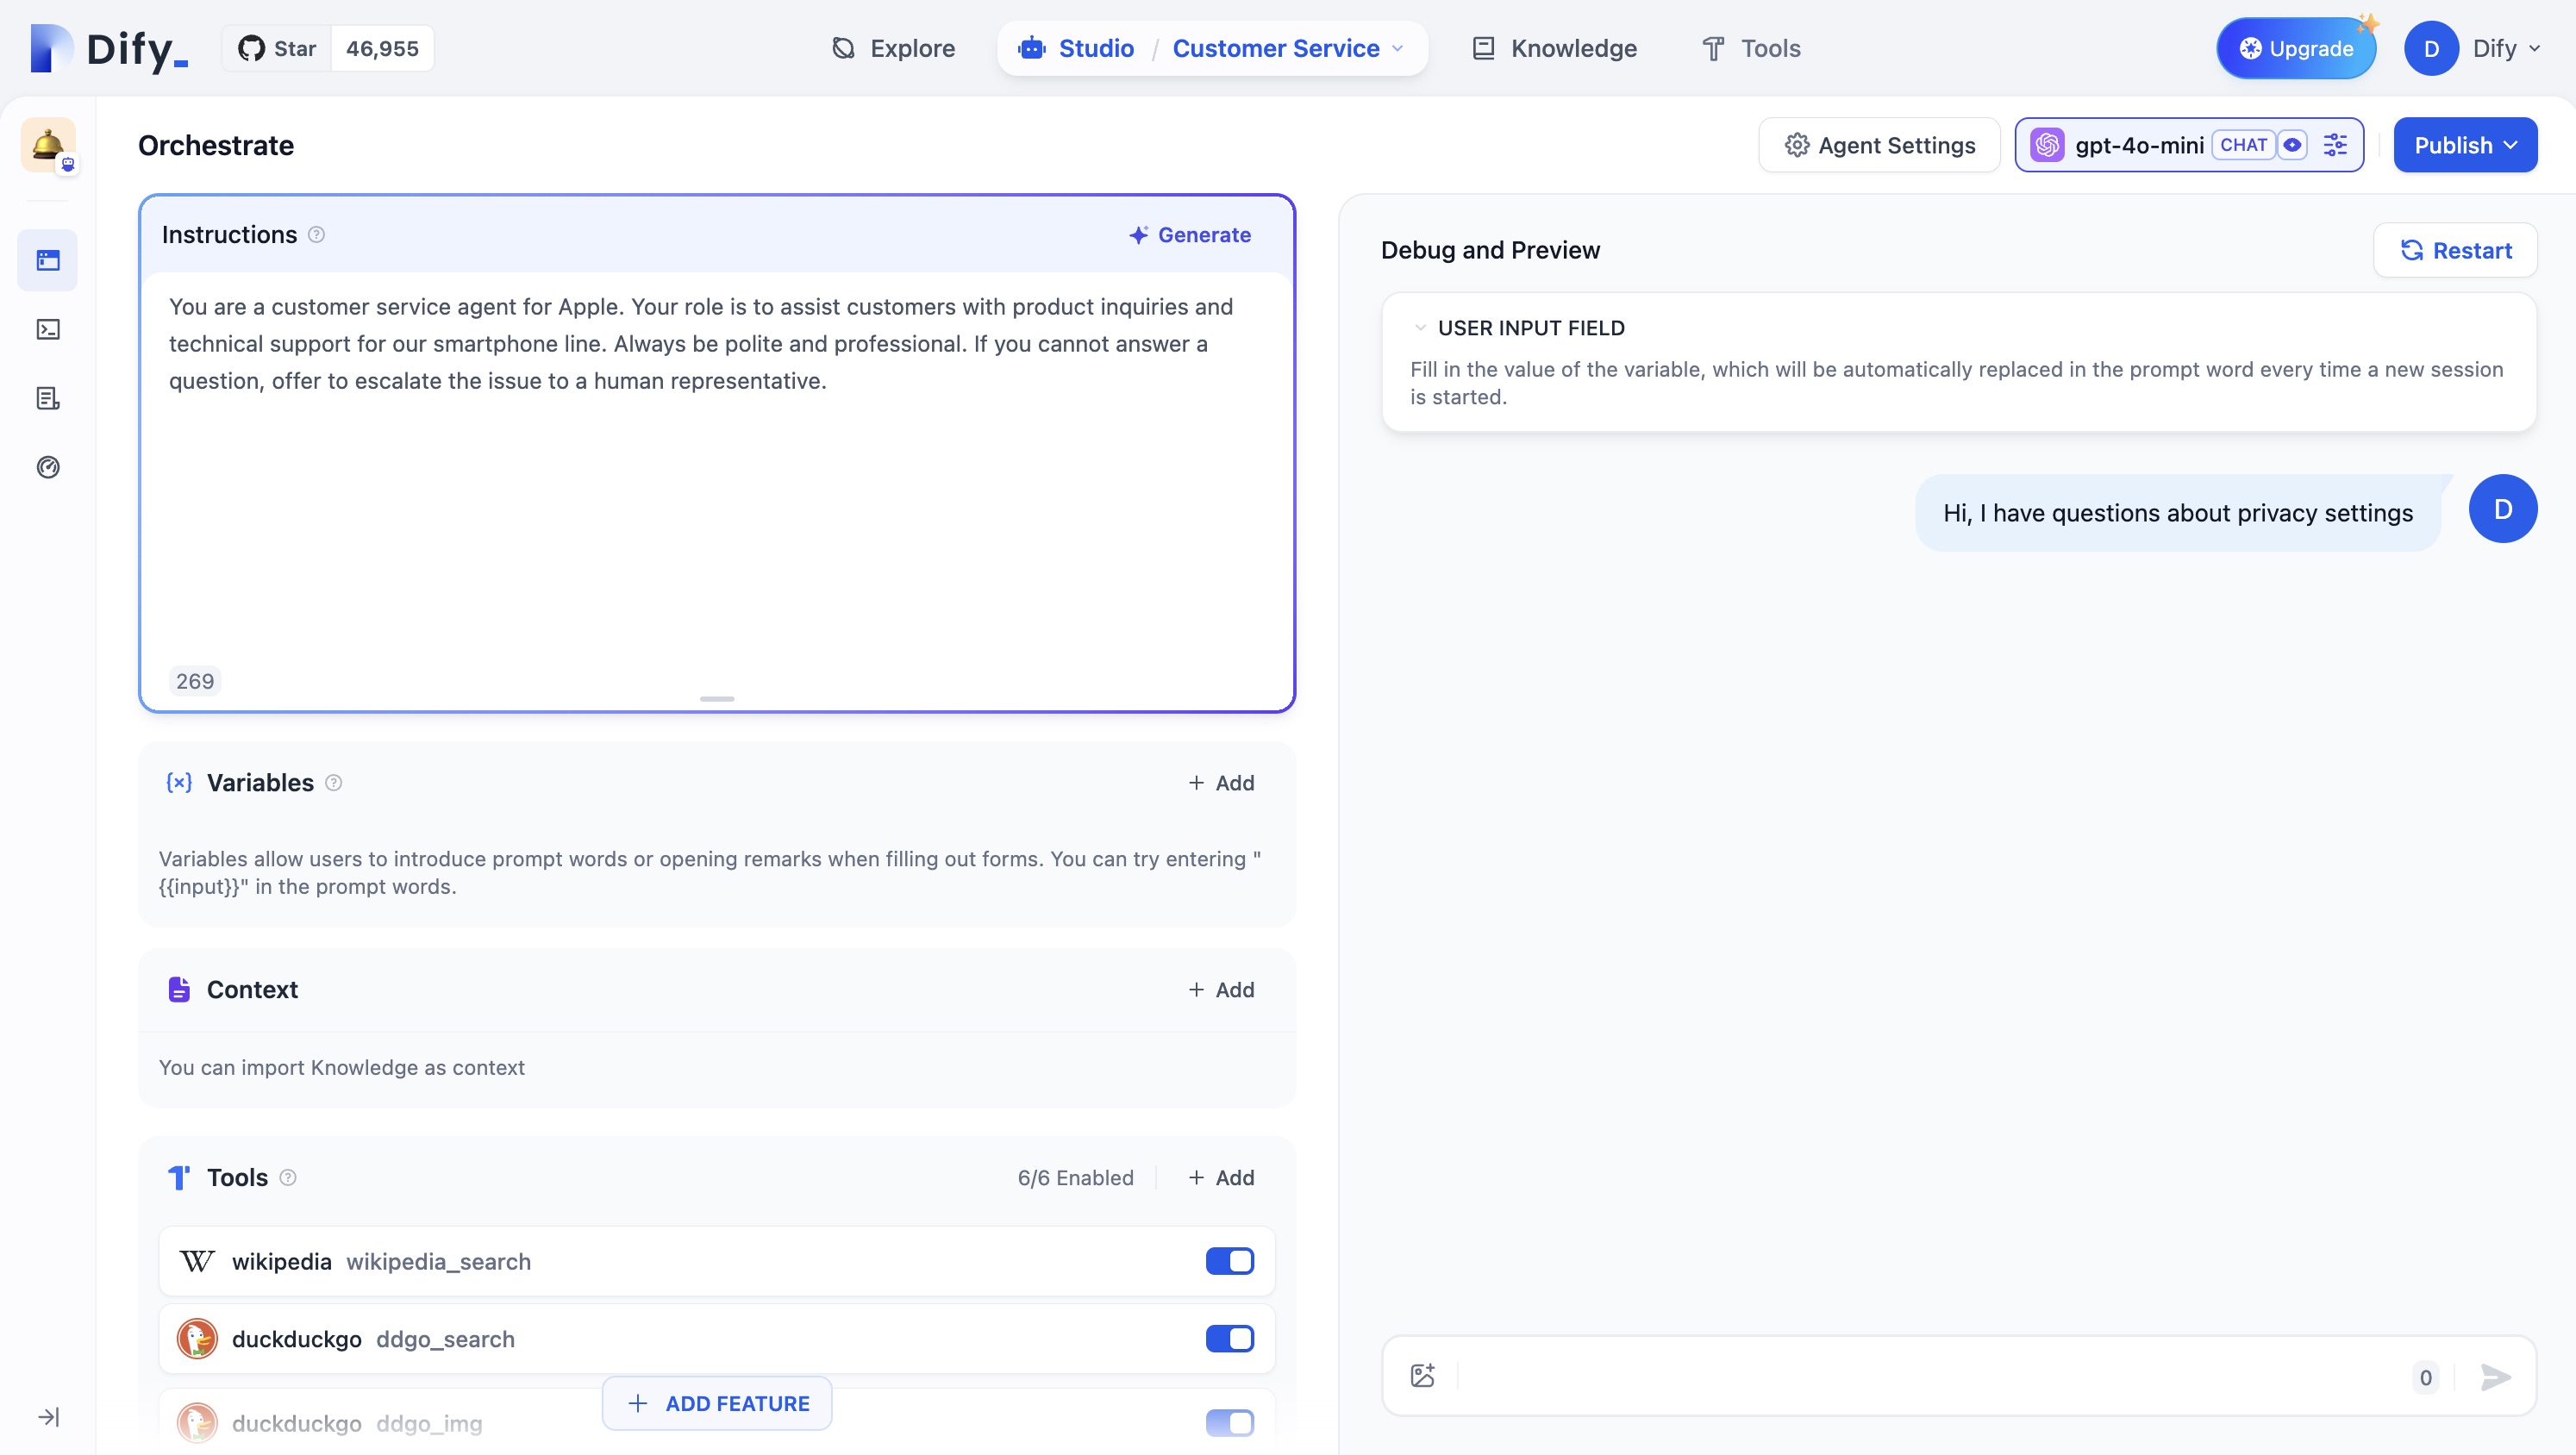 Dify_
Star 46,955
Explore
Studio / Customer Service
Knowledge
Tools
Upgrade
D Dify
Orchestrate
Agent Settings
gpt-4o-mini CHAT
Publish
Instructions
Generate
You are a customer service agent for Apple. Your role is to assist customers with product inquiries and
technical support for our smartphone line. Always be polite and professional. If you cannot answer a
question, offer to escalate the issue to a human representative.
269
Variables
+ Add
Variables allow users to introduce prompt words or opening remarks when filling out forms. You can try entering "
{{input}}" in the prompt words.
Context
+ Add
You can import Knowledge as context
Tools
6/6 Enabled
+ Add
wikipedia wikipedia_search
duckduckgo ddgo_search
duckduckgo ddgo_img
+ ADD FEATURE
Debug and Preview
Restart
USER INPUT FIELD
Fill in the value of the variable, which will be automatically replaced in the prompt word every time a new session
is started.
Hi, I have questions about privacy settings
D
0